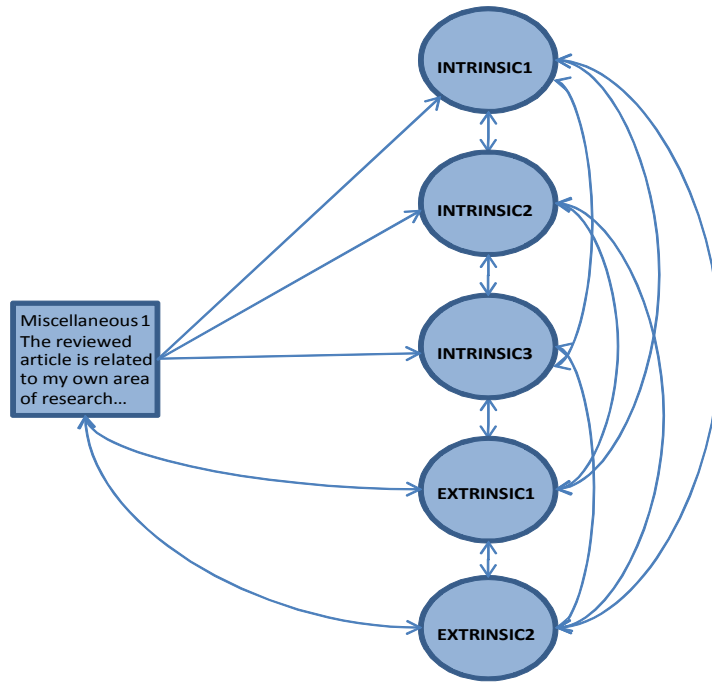 INTRINSIC1
INTRINSIC2
INTRINSIC3
Miscellaneous 1
The reviewed
article is related
to my own area
of research...
EXTRINSIC1
EXTRINSIC2